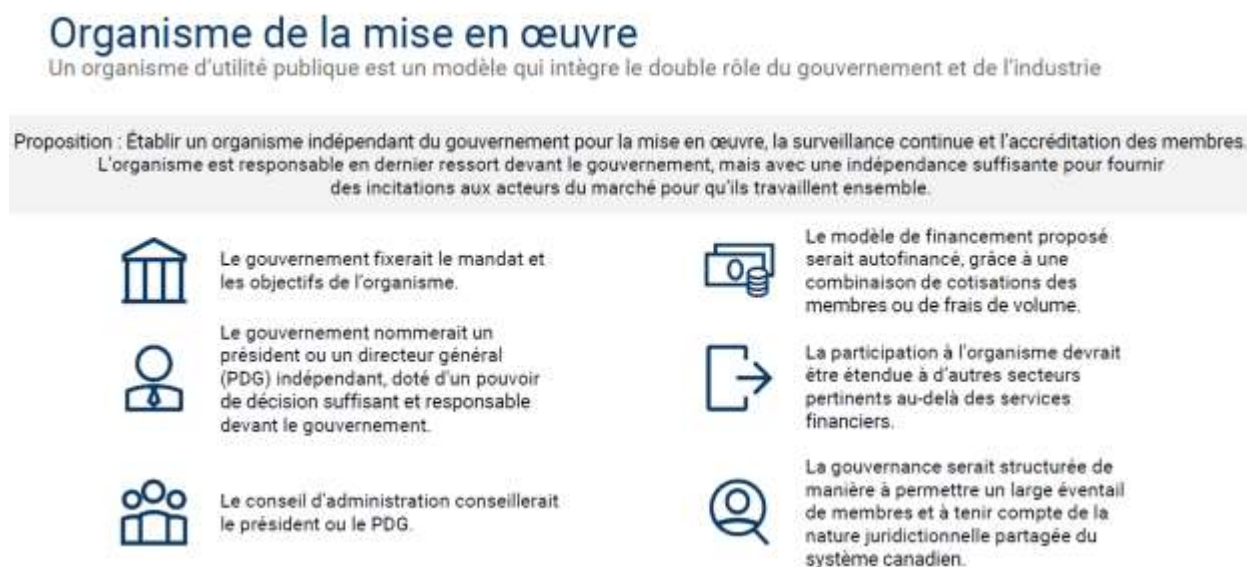 Organisme de la mise en œuvre
Un organisme d'utilité publique est un modèle qui intègre le double rôle du gouvernement et de l'industrie
Proposition : Établir un organisme indépendant du gouvernement pour la mise en œuvre, la surveillance continue et l'accréditation des membres.
L'organisme est responsable en dernier ressort devant le gouvernement, mais avec une indépendance suffisante pour fournir
des incitations aux acteurs du marché pour qu'ils travaillent ensemble.
Le gouvernement fixerait le mandat et
les objectifs de l'organisme.
Le gouvernement nommerait un
président ou un directeur général
(PDG) indépendant, doté d'un pouvoir
de décision suffisant et responsable
devant le gouvernement.
Le conseil d'administration conseillerait
le président ou le PDG.
Le modèle de financement proposé
serait autofinancé, grâce à une
combinaison de cotisations des
membres ou de frais de volume.
La participation à l'organisme devrait
être étendue à d'autres secteurs
pertinents au-delà des services
financiers.
La gouvernance serait structurée de
manière à permettre un large éventail
de membres et à tenir compte de la
nature juridictionnelle partagée du
système canadien.